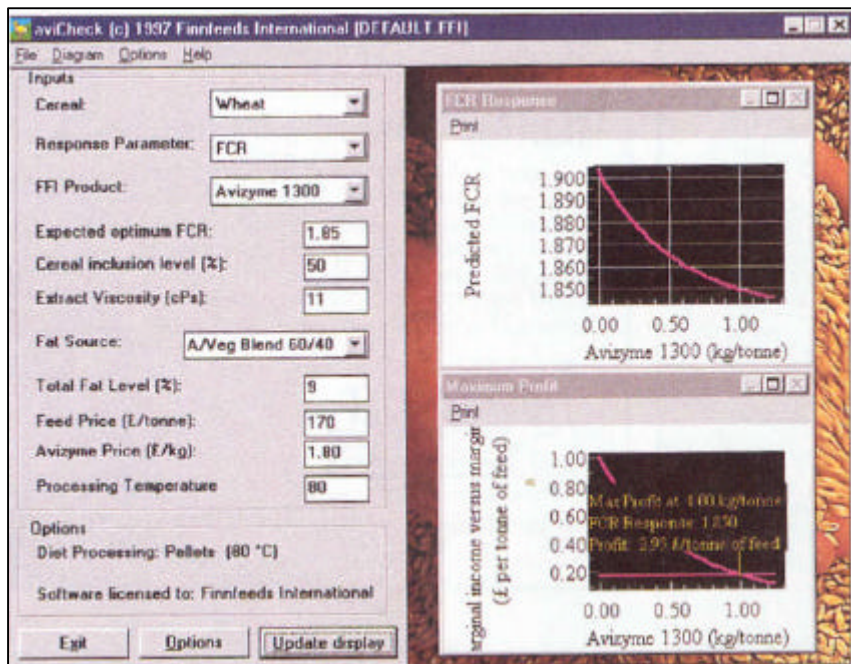 aviCheck (c) 1997 Finnfeeds International [DEFAULT.FFI]
File Diagram Options Help
Inputs
Cereal: Wheat
Response Parameter: FCR
FFI Product: Avizyme 1300
Expected optimum FCR: 1.85
Cereal inclusion level (%): 50
Extract Viscosity (cPs): 11
Fat Source: A/Veg Blend 60/40
Total Fat Level (%): 9
Feed Price (£/tonne): 170
Avizyme Price (£/kg): 1.80
Processing Temperature 80
Options
Diet Processing: Pellets (80 °C)
Software licensed to: Finnfeeds International
Exit Options Update display
FCR Response
Print
Predicted FCR
1.900
1.890
1.880
1.870
1.860
1.850
0.00 0.50 1.00
Avizyme 1300 (kg/tonne)
Maximum Profit
Print
arginal income versus margin
(£ per tonne of feed)
1.00
0.80
0.60
0.40
0.20
Max Profit at 1.00 kg/tonne
FCR Response: 1.850
Profit: 2.95 £/tonne of feed
0.00 0.50 1.00
Avizyme 1300 (kg/tonne)